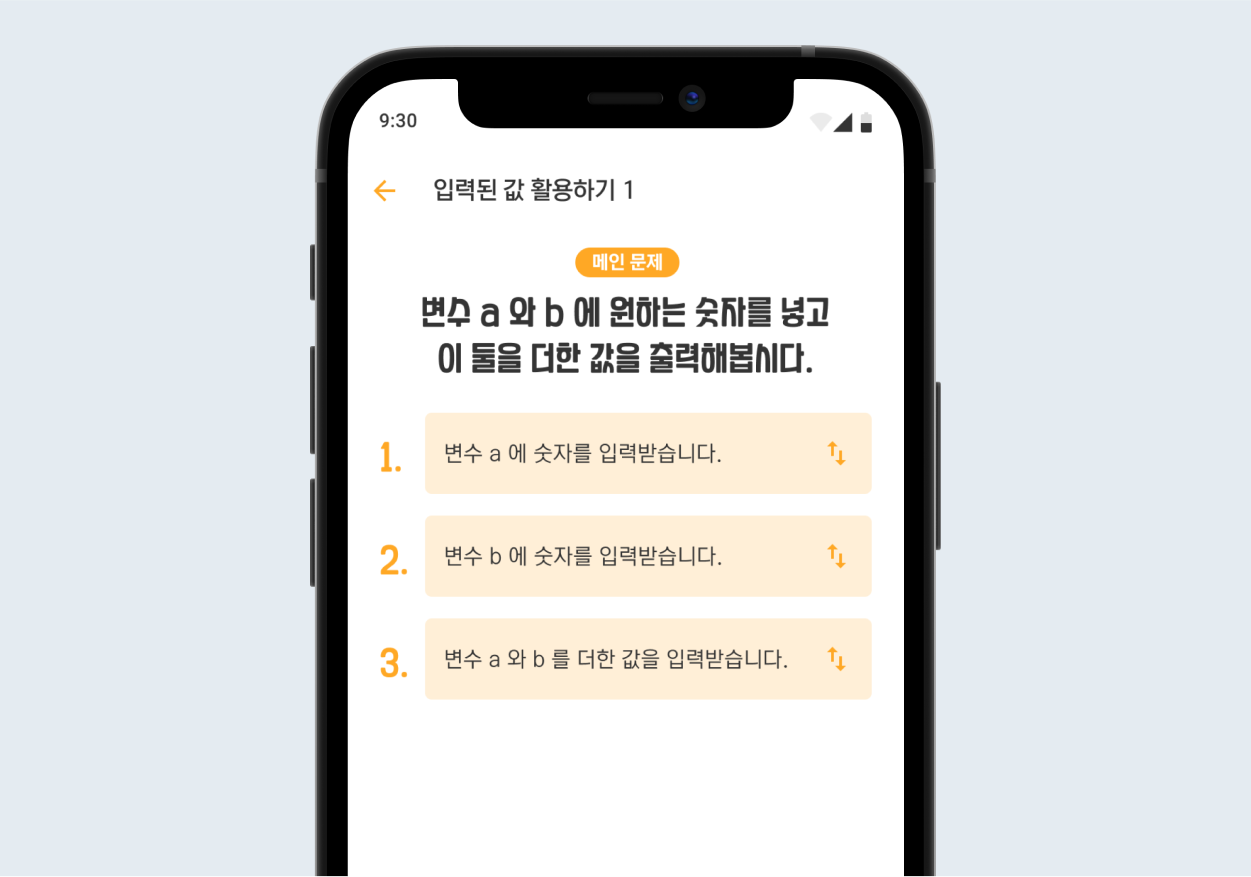 9:30
입력된 값 활용하기 1
메인 문제
변수 a 와 b 에 원하는 숫자를 넣고
이 둘을 더한 값을 출력해봅시다.
1. 변수 a 에 숫자를 입력받습니다.
2. 변수 b 에 숫자를 입력받습니다.
3. 변수 a 와 b 를 더한 값을 입력받습니다.